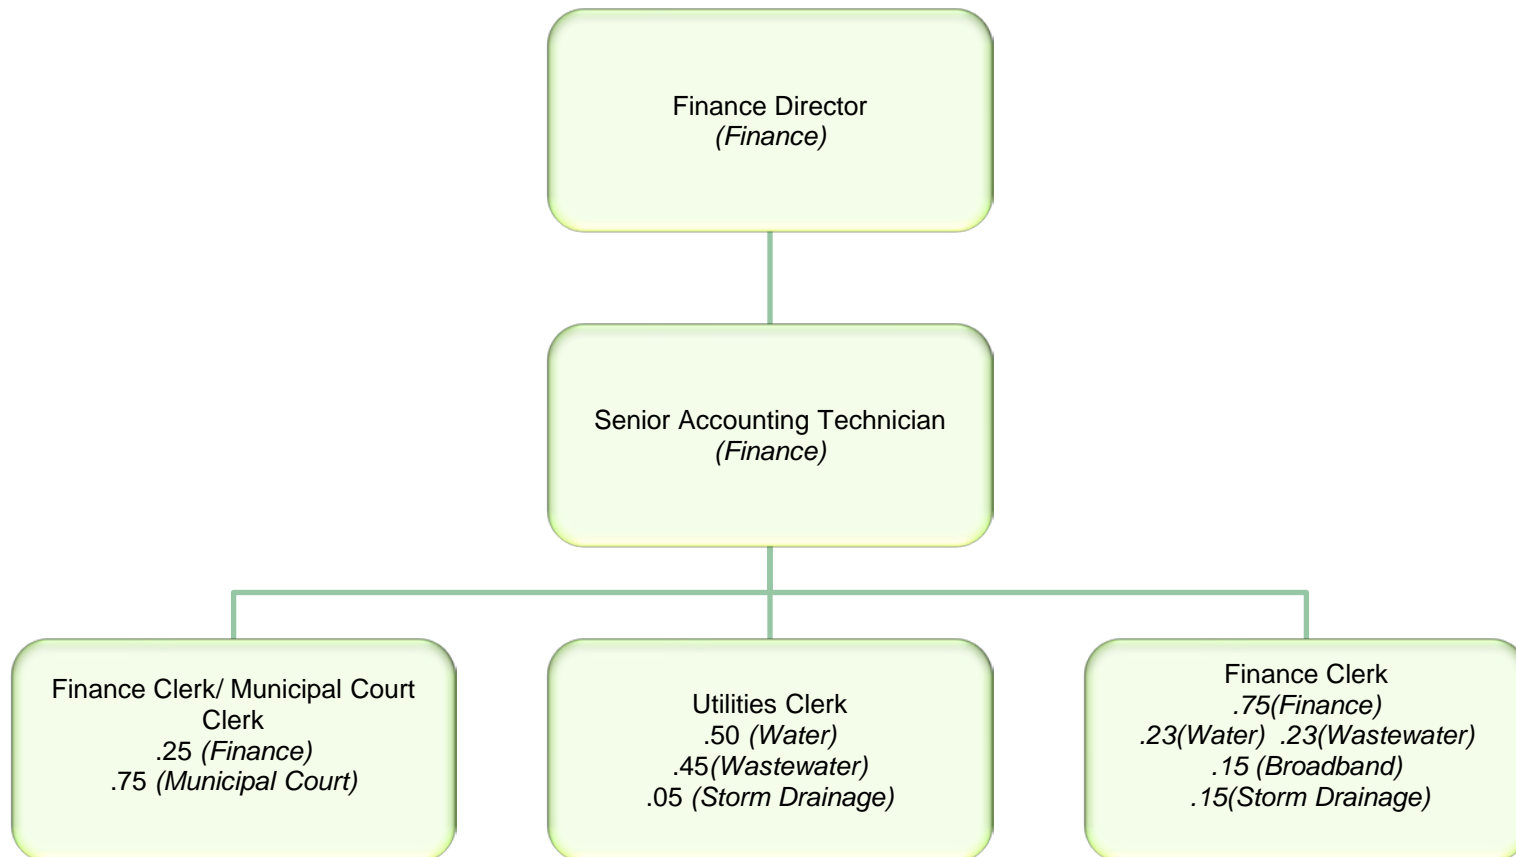 Finance Director
(Finance)
Senior Accounting Technician
(Finance)
Finance Clerk/ Municipal Court
Clerk
.25 (Finance)
.75 (Municipal Court)
Utilities Clerk
.50 (Water)
.45(Wastewater)
.05 (Storm Drainage)
Finance Clerk
.75(Finance)
.23(Water) .23(Wastewater)
.15 (Broadband)
.15(Storm Drainage)